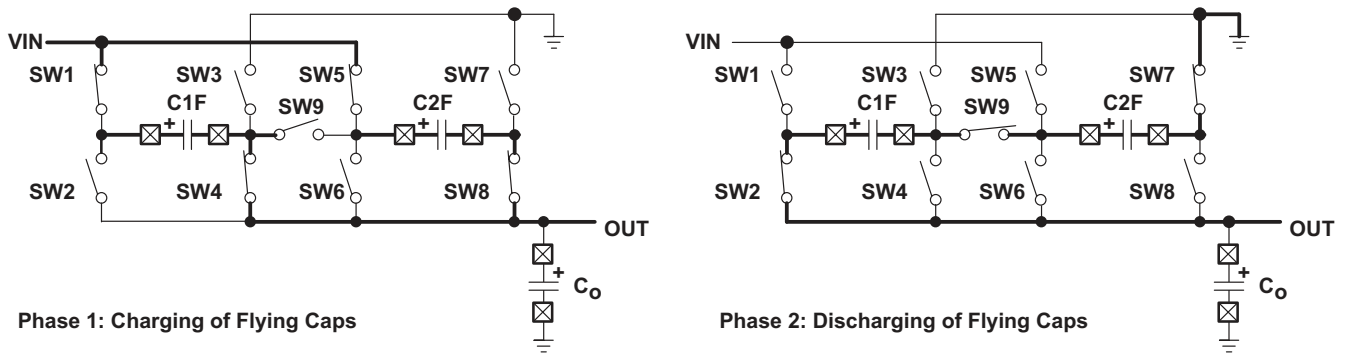 VIN
SW1
SW3
SW5
SW7
C1F
SW9
C2F
+
+
SW2
SW4
SW6
SW8
OUT
+
Co
Phase 1: Charging of Flying Caps
VIN
SW1
SW3
SW5
SW7
C1F
SW9
C2F
+
+
SW2
SW4
SW6
SW8
OUT
+
Co
Phase 2: Discharging of Flying Caps